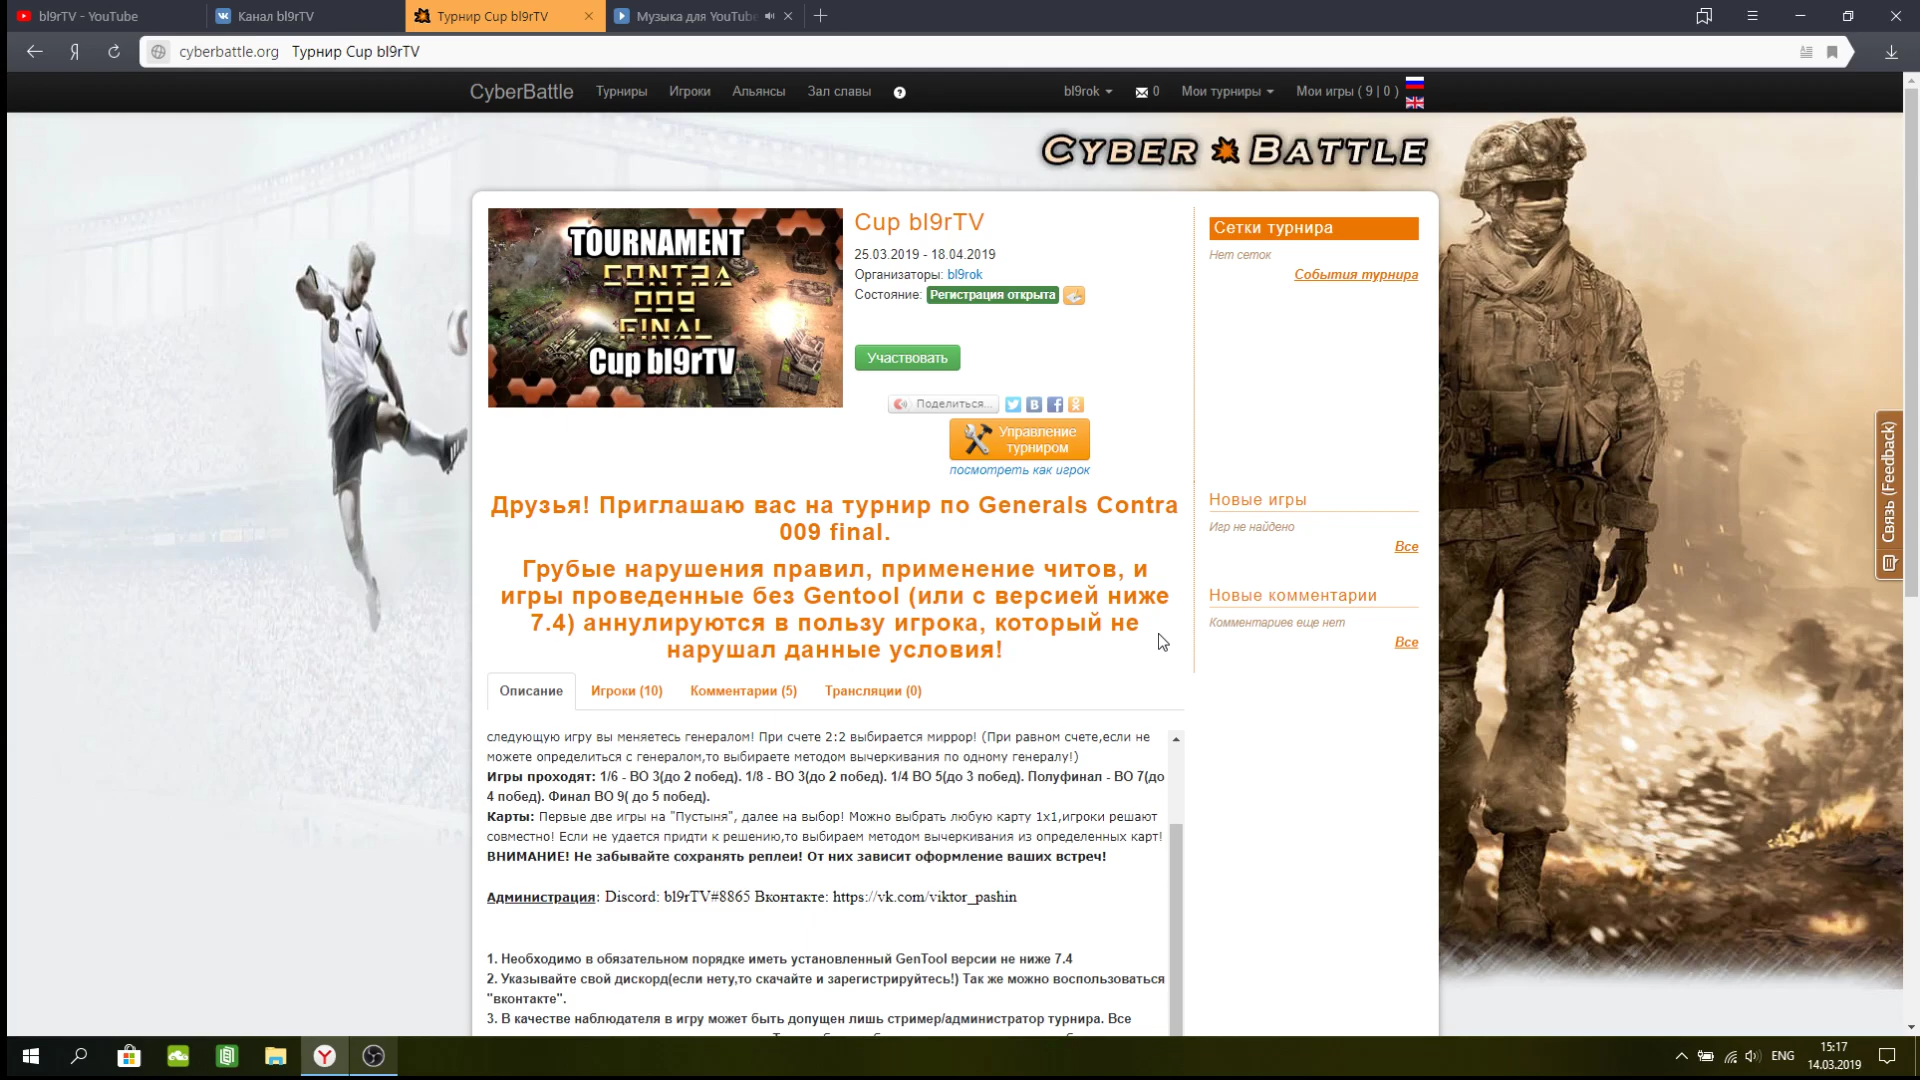 bl9rTV - YouTube
Канал bl9rTV
Турнир Cup bl9rTV
Музыка для YouTube
cyberbattle.org Турнир Cup bl9rTV
CyberBattle Турниры Игроки Альянсы Зал славы
bl9rok 0 Мои турниры Мои игры ( 9 | 0 )
CYBER BATTLE
TOURNAMENT
CONTRA
009
FINAL
Cup bl9rTV
Cup bl9rTV
25.03.2019 - 18.04.2019
Организаторы: bl9rok
Состояние: Регистрация открыта
Участвовать
Поделиться...
Управление
турниром
посмотреть как игрок
Сетки турнира
Нет сеток
События турнира
Друзья! Приглашаю вас на турнир по Generals Contra
009 final.
Грубые нарушения правил, применение читов, и
игры проведенные без Gentool (или с версией ниже
7.4) аннулируются в пользу игрока, который не
нарушал данные условия!
Новые игры
Игр не найдено
Все
Новые комментарии
Комментариев еще нет
Все
Связь (Feedback)
Описание Игроки (10) Комментарии (5) Трансляции (0)
следующую игру вы меняетесь генералом! При счете 2:2 выбирается миррор! (При равном счете,если не
можете определиться с генералом,то выбираете методом вычеркивания по одному генералу!)
Игры проходят: 1/6 - BO 3(до 2 побед). 1/8 - BO 3(до 2 побед). 1/4 BO 5(до 3 побед). Полуфинал - BO 7(до
4 побед). Финал BO 9( до 5 побед).
Карты: Первые две игры на "Пустыня", далее на выбор! Можно выбрать любую карту 1x1,игроки решают
совместно! Если не удается придти к решению,то выбираем методом вычеркивания из определенных карт!
ВНИМАНИЕ! Не забывайте сохранять реплеи! От них зависит оформление ваших встреч!
Администрация: Discord: bl9rTV#8865 Вконтакте: https://vk.com/viktor_pashin
1. Необходимо в обязательном порядке иметь установленный GenTool версии не ниже 7.4
2. Указывайте свой дискорд(если нету,то скачайте и зарегистрируйтесь!) Так же можно воспользоваться
"вконтакте".
3. В качестве наблюдателя в игру может быть допущен лишь стример/администратор турнира. Все
ENG
15:17
14.03.2019